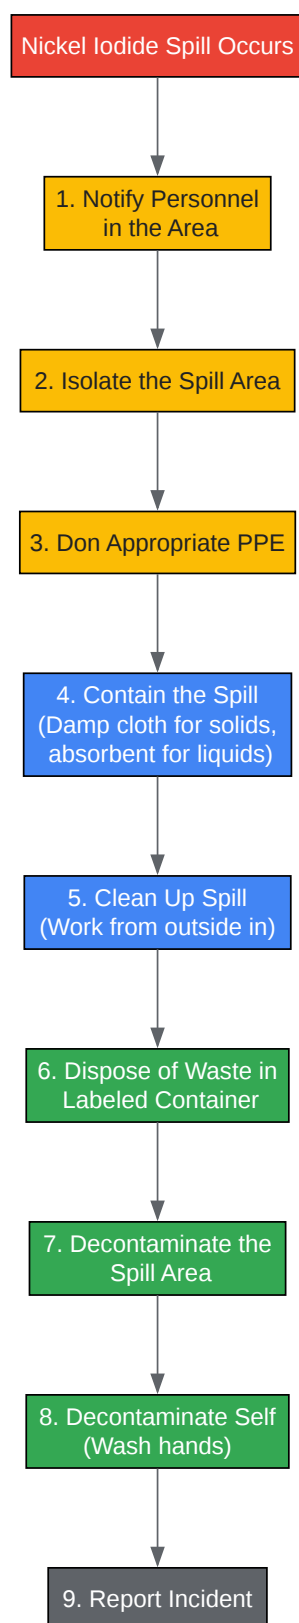 Nickel Iodide Spill Occurs
1. Notify Personnel
in the Area
2. Isolate the Spill Area
3. Don Appropriate PPE
4. Contain the Spill
(Damp cloth for solids,
absorbent for liquids)
5. Clean Up Spill
(Work from outside in)
6. Dispose of Waste in
Labeled Container
7. Decontaminate the
Spill Area
8. Decontaminate Self
(Wash hands)
9. Report Incident